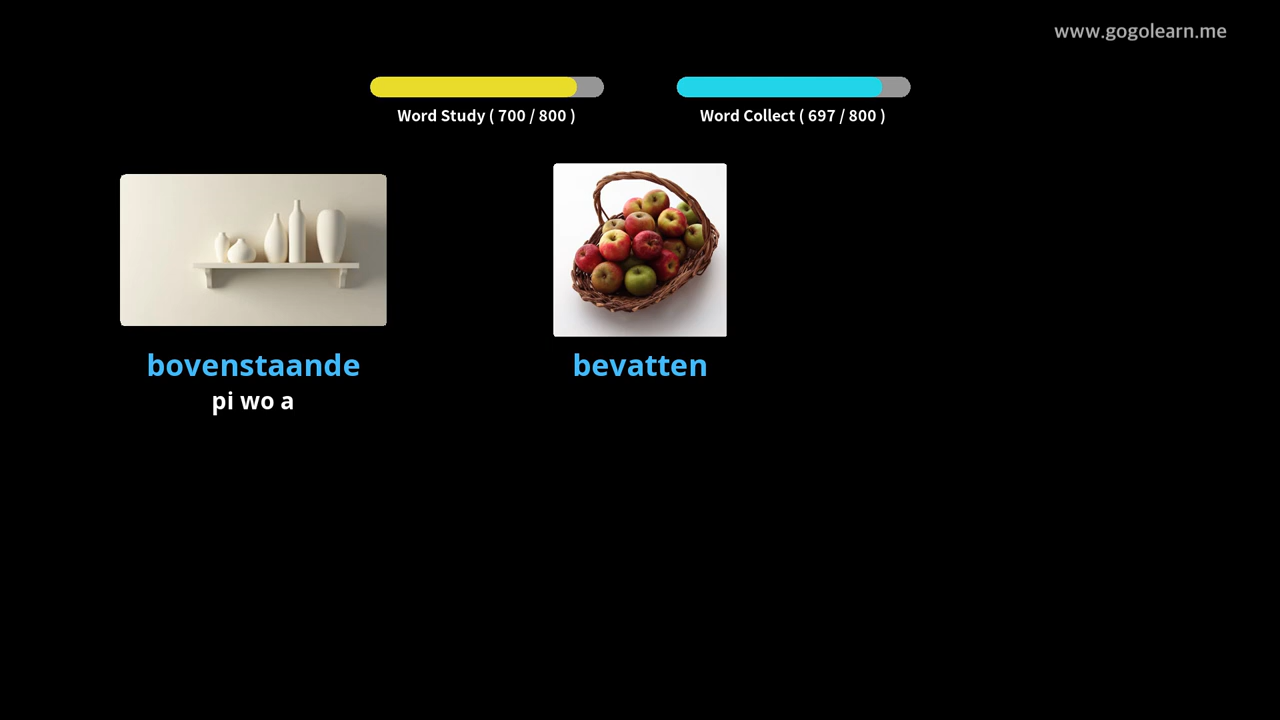 www.gogolearn.me
Word Study ( 700 / 800 )
Word Collect ( 697 / 800 )
bovenstaande
bevatten
pi wo a